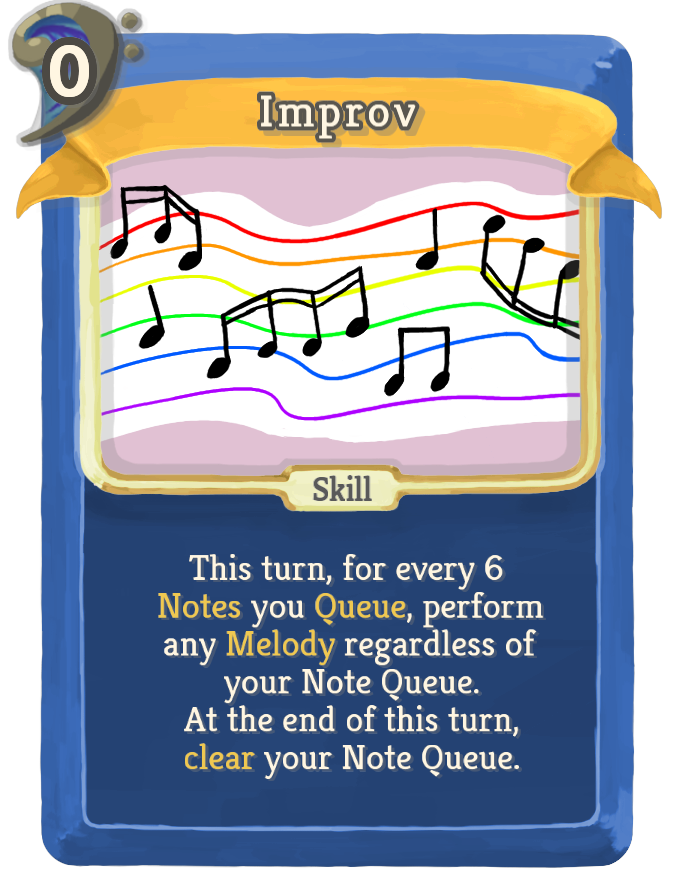 0
Improv
Skill
This turn, for every 6
Notes you Queue, perform
any Melody regardless of
your Note Queue.
At the end of this turn,
clear your Note Queue.